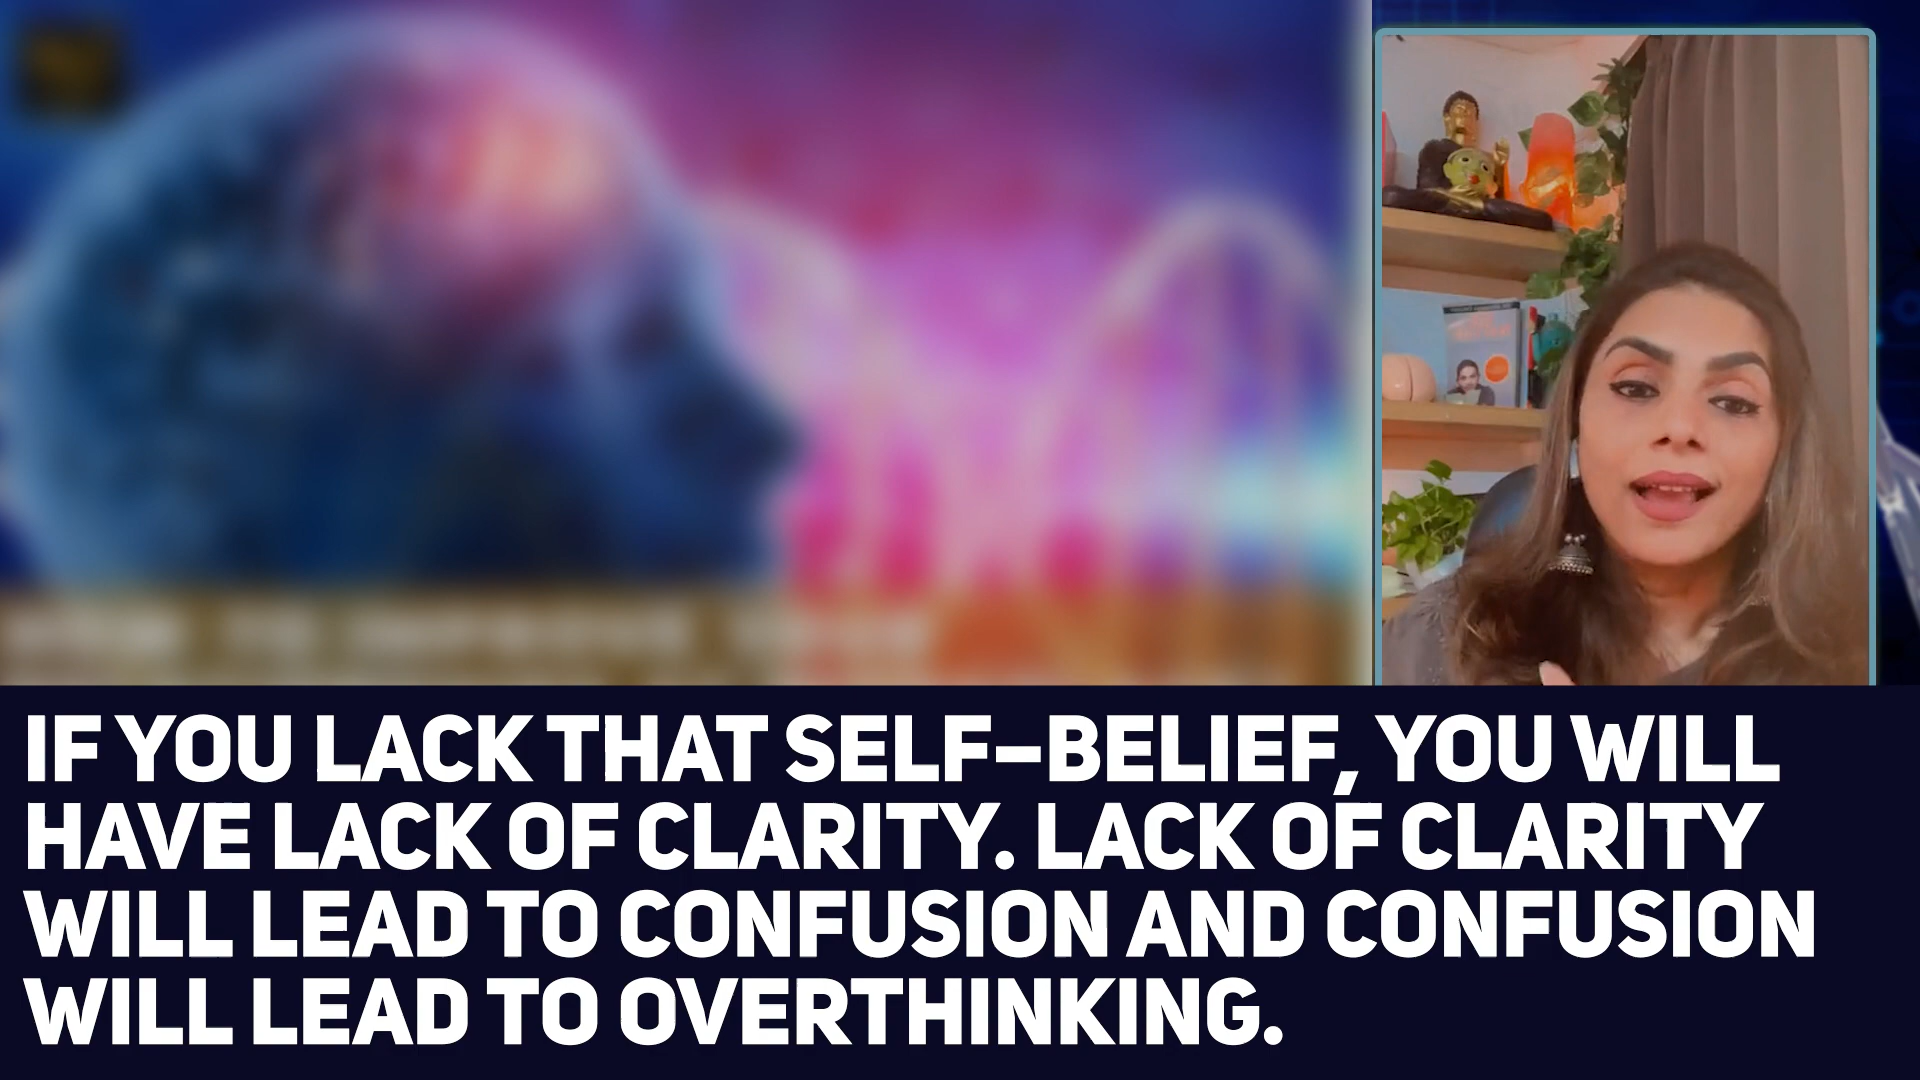 IF YOU LACK THAT SELF-BELIEF, YOU WILL
HAVE LACK OF CLARITY. LACK OF CLARITY
WILL LEAD TO CONFUSION AND CONFUSION
WILL LEAD TO OVERTHINKING.